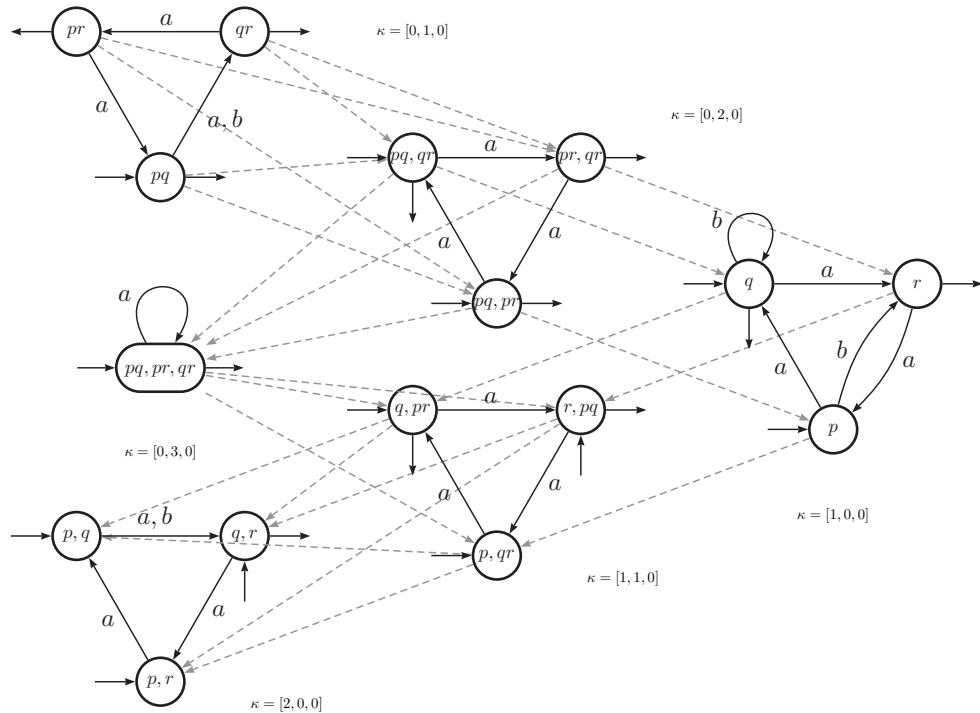 a
pr
qr
κ = [0, 1, 0]
a
a, b
pq
κ = [0, 2, 0]
pq, qr
a
pr, qr
a
a
pq, pr
b
q
a
r
a
b
a
p
κ = [1, 0, 0]
a
pq, pr, qr
κ = [0, 3, 0]
q, pr
a
r, pq
a
a
p, qr
κ = [1, 1, 0]
p, q
a, b
q, r
a
a
p, r
κ = [2, 0, 0]